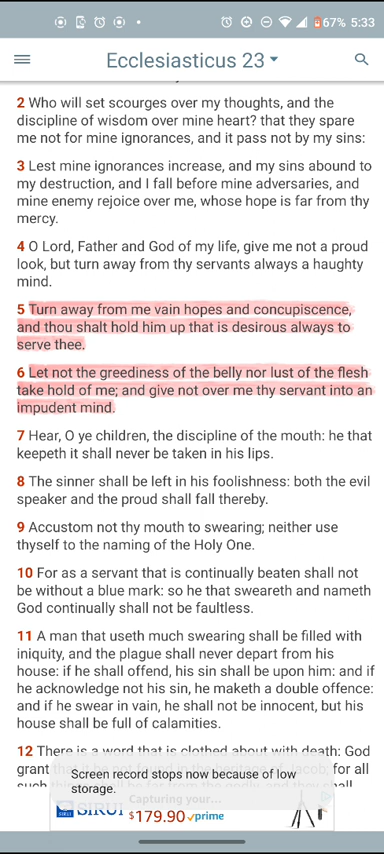 67% 5:33
Ecclesiasticus 23
2 Who will set scourges over my thoughts, and the
discipline of wisdom over mine heart? that they spare
me not for mine ignorances, and it pass not by my sins:
3 Lest mine ignorances increase, and my sins abound to
my destruction, and I fall before mine adversaries, and
mine enemy rejoice over me, whose hope is far from thy
mercy.
4 O Lord, Father and God of my life, give me not a proud
look, but turn away from thy servants always a haughty
mind.
5 Turn away from me vain hopes and concupiscence,
and thou shalt hold him up that is desirous always to
serve thee.
6 Let not the greediness of the belly nor lust of the flesh
take hold of me; and give not over me thy servant into an
impudent mind.
7 Hear, O ye children, the discipline of the mouth: he that
keepeth it shall never be taken in his lips.
8 The sinner shall be left in his foolishness: both the evil
speaker and the proud shall fall thereby.
9 Accustom not thy mouth to swearing; neither use
thyself to the naming of the Holy One.
10 For as a servant that is continually beaten shall not
be without a blue mark: so he that sweareth and nameth
God continually shall not be faultless.
11 A man that useth much swearing shall be filled with
iniquity, and the plague shall never depart from his
house: if he shall offend, his sin shall be upon him: and if
he acknowledge not his sin, he maketh a double offence:
and if he swear in vain, he shall not be innocent, but his
house shall be full of calamities.
12 There is a word that is clothed about with death: God
grant that it be not found in the heritage of Jacob; for all
such
Screen record stops now because of low
storage.
Capturing your...
SIRUI
SIRUI $179.90 prime